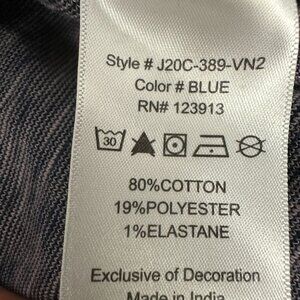 Style # J20C-389-VN2
Color # BLUE
RN# 123913
30
80%COTTON
19%POLYESTER
1%ELASTANE
Exclusive of Decoration
Made in India